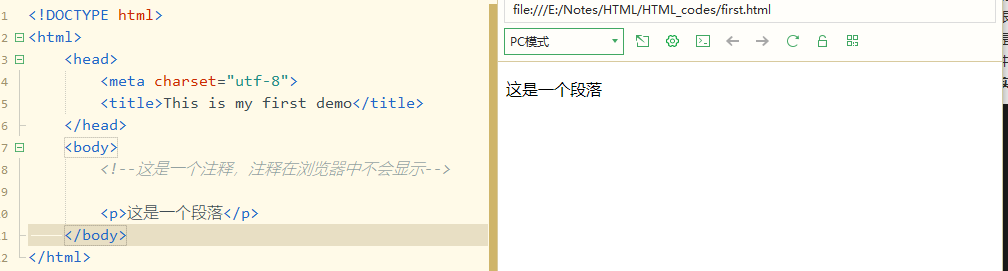 1 <!DOCTYPE html>
2 <html>
3 <head>
4 <meta charset="utf-8">
5 <title>This is my first demo</title>
6 </head>
7 <body>
8 <!--这是一个注释，注释在浏览器中不会显示-->
9
10 <p>这是一个段落</p>
11 </body>
12 </html>
file:///E:/Notes/HTML/HTML_codes/first.html
PC模式
这是一个段落